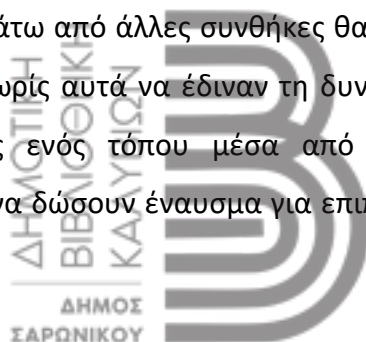 άτω από άλλες συνθήκες θα
ωρίς αυτά να έδιναν τη δυν
ς ενός τόπου μέσα από
να δώσουν έναυσμα για επιπ
ΔΗΜΟΤΙΚΗ
ΒΙΒΛΙΟΘΗΚΗ
ΚΑΛΥΒΙΩΝ
ΔΗΜΟΣ
ΣΑΡΩΝΙΚΟΥ